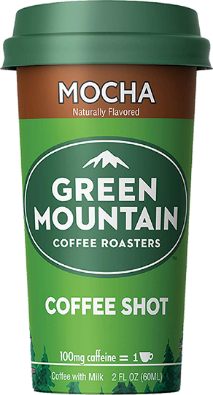 MOCHA
Naturally Flavored
GREEN
MOUNTAIN
COFFEE ROASTERS
COFFEE SHOT
100mg caffeine = 1
Coffee with Milk 2 FL OZ (60ML)